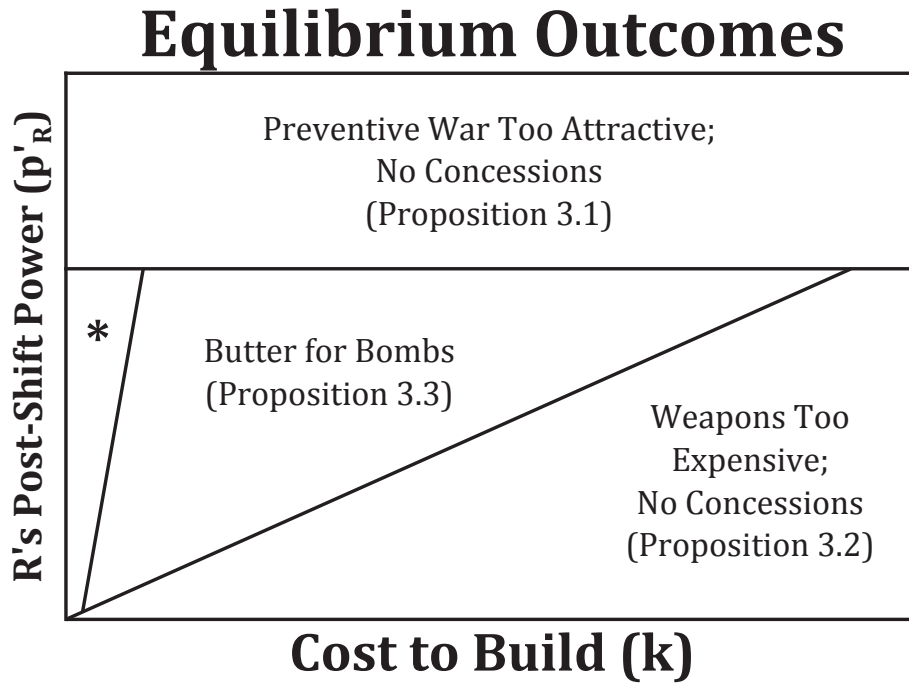 Equilibrium Outcomes
R's Post-Shift Power (p'R)
Preventive War Too Attractive;
No Concessions
(Proposition 3.1)
*
Butter for Bombs
(Proposition 3.3)
Weapons Too
Expensive;
No Concessions
(Proposition 3.2)
Cost to Build (k)